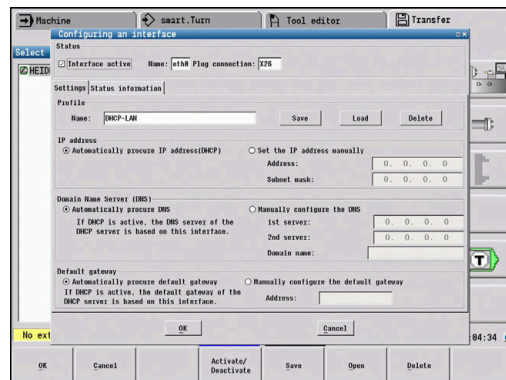 Machine
smart.Turn
Tool editor
Transfer
Configuring an interface
Select
Status
Interface active
Name: eth0 Plug connnection: X26
HEID
Settings Status information
Profile
Name: DHCP-LAN Save Load Delete
IP address
Automatically procure IP address(DHCP)
Set the IP address manually
Address: 0. 0. 0. 0
Subnet mask: 0. 0. 0. 0
Domain Name Server (DNS)
Automatically procure DNS
If DHCP is active, the DNS server of the
DHCP server is based on this interface.
Manually configure the DNS
1st server: 0. 0. 0. 0
2nd server: 0. 0. 0. 0
Domain name:
Default gateway
Automatically procure default gateway
If DHCP is active, the default gateway of the
DHCP server is based on this interface.
Manually configure the default gateway
Address:
OK Cancel
No ext
:04:34
T
OK
Cancel
Activate/
Deactivate
Save
Open
Delete